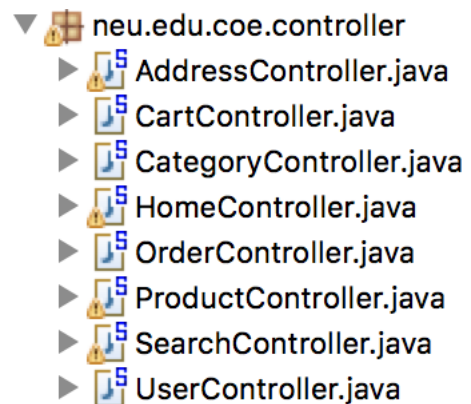 neu.edu.coe.controller
AddressController.java
CartController.java
CategoryController.java
HomeController.java
OrderController.java
ProductController.java
SearchController.java
UserController.java